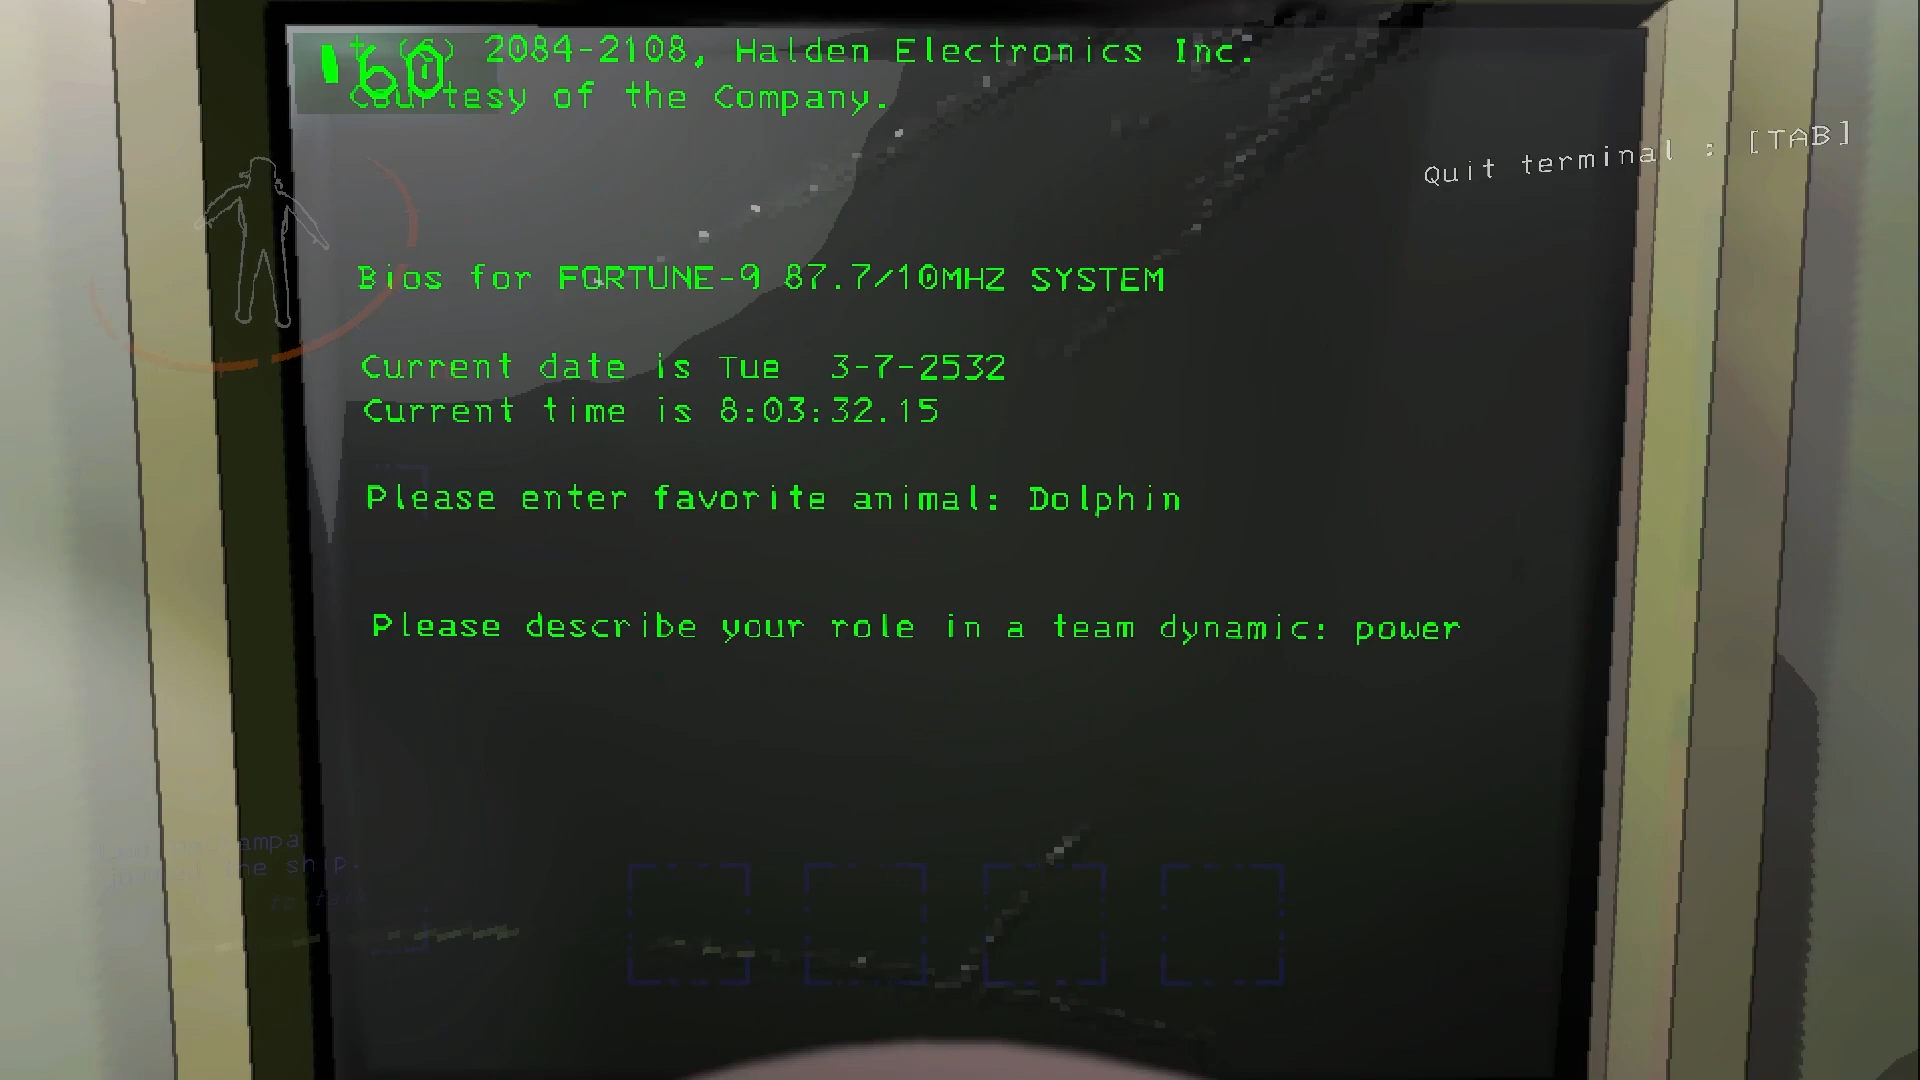 60
(C) 2084-2108, Halden Electronics Inc.
Courtesy of the Company.
Quit terminal : [TAB]
Bios for FORTUNE-9 87.7/10MHZ SYSTEM
Current date is Tue 3-7-2532
Current time is 8:03:32.15
Please enter favorite animal: Dolphin
Please describe your role in a team dynamic: power
the ship.